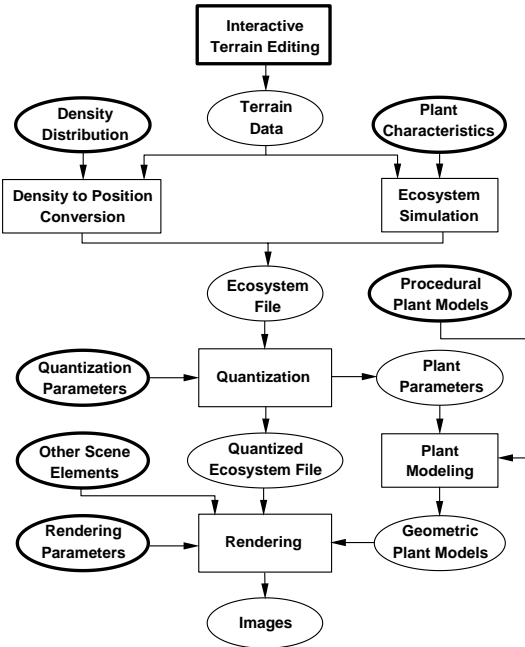 Interactive
Terrain Editing
Density
Distribution
Terrain
Data
Plant
Characteristics
Density to Position
Conversion
Ecosystem
Simulation
Ecosystem
File
Procedural
Plant Models
Quantization
Parameters
Quantization
Plant
Parameters
Other Scene
Elements
Quantized
Ecosystem File
Plant
Modeling
Rendering
Parameters
Rendering
Geometric
Plant Models
Images